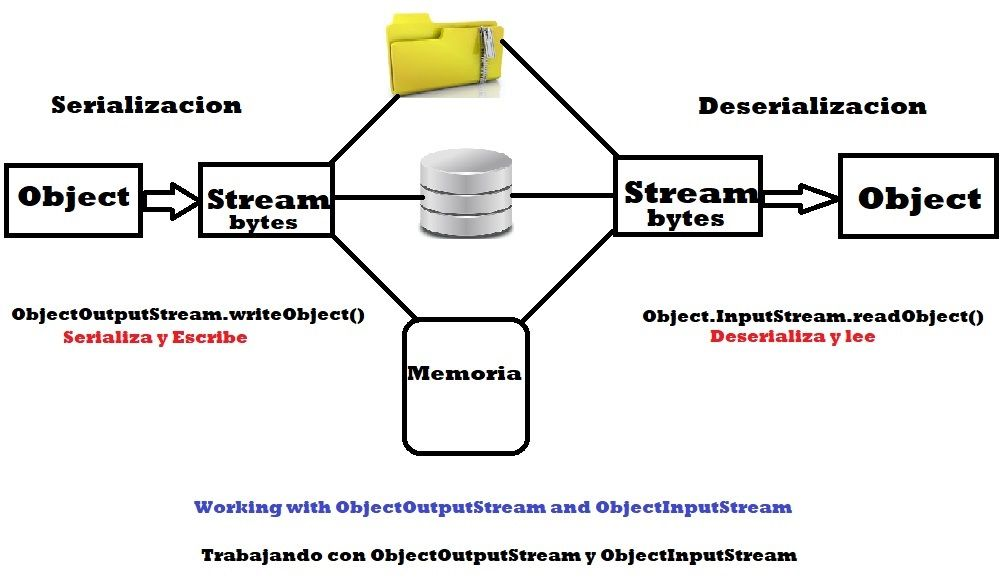 Serializacion
Deserializacion
Object
Stream
bytes
Stream
bytes
Object
ObjectOutputStream.writeObject()
Serializa y Escribe
Object.InputStream.readObject()
Deserializa y lee
Memoria
Working with ObjectOutputStream and ObjectInputStream
Trabajando con ObjectOutputStream y ObjectInputStream